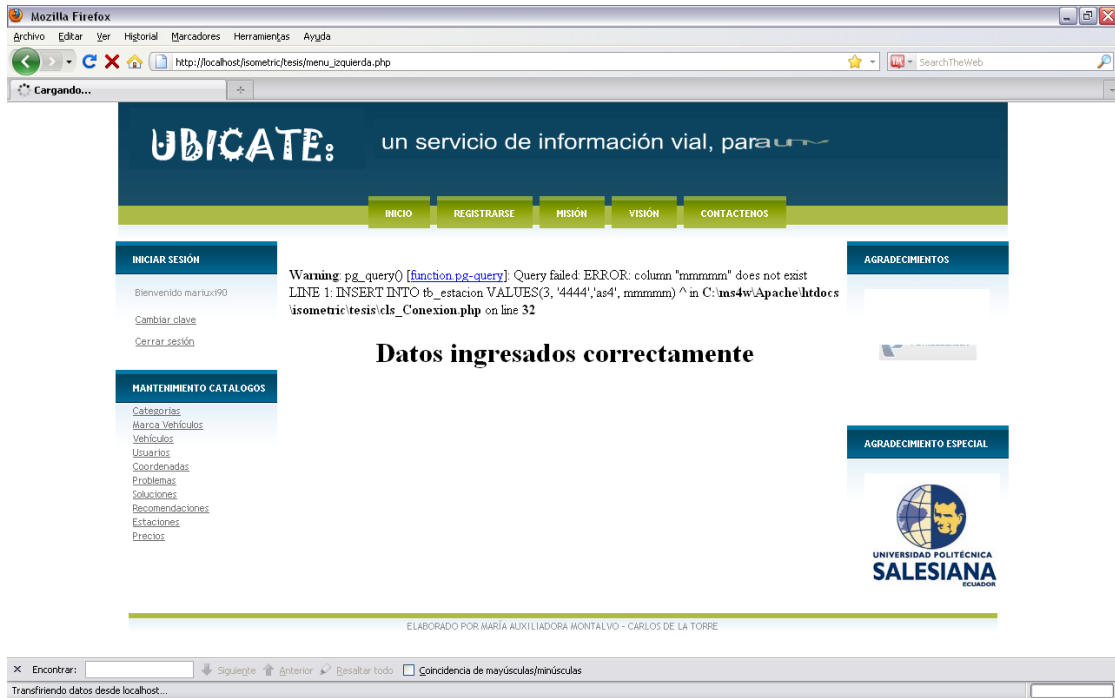 Mozilla Firefox
Archivo Editar Ver Historial Marcadores Herramientas Ayuda
http://localhost/isometric/tesis/menu_izquierda.php
SearchTheWeb
Cargando...
UBICATE:
un servicio de información vial, para
INICIO REGISTRARSE MISIÓN VISIÓN CONTACTENOS
INICIAR SESIÓN
Bienvenido mariuxi90
Cambiar clave
Cerrar sesión
MANTENIMIENTO CATALOGOS
Categorias
Marca Vehículos
Vehículos
Usuarios
Coordenadas
Problemas
Soluciones
Recomendaciones
Estaciones
Precios
Warning: pg_query() [function.pg-query]: Query failed: ERROR: column "mmmmm" does not exist
LINE 1: INSERT INTO tb_estacion VALUES(3, '4444','as4', mmmmm) ^ in C:\ms4w\Apache\htdocs
\isometric\tesis\cls_Conexion.php on line 32
Datos ingresados correctamente
AGRADECIMIENTOS
AGRADECIMIENTO ESPECIAL
UNIVERSIDAD POLITÉCNICA
SALESIANA
ECUADOR
ELABORADO POR MARÍA AUXILIADORA MONTALVO - CARLOS DE LA TORRE
Encontrar: Siguiente Anterior Resaltar todo Coincidencia de mayúsculas/minúsculas
Transfiriendo datos desde localhost...